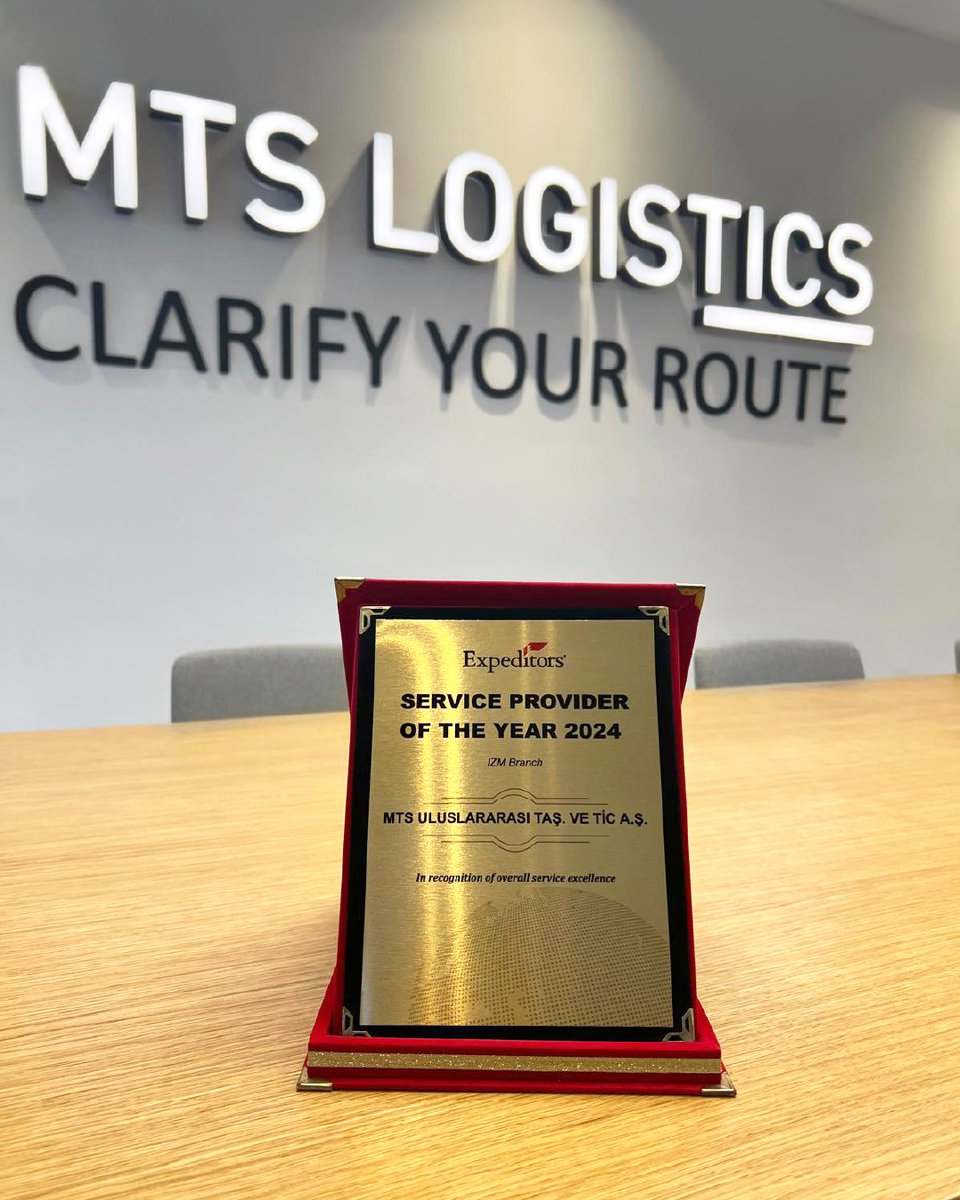 MTS LOGISTICS
CLARIFY YOUR ROUTE
Expeditors®
SERVICE PROVIDER
OF THE YEAR 2024
IZM Branch
MTS ULUSLARARASI TAŞ. VE TİC A.Ş.
In recognition of overall service excellence